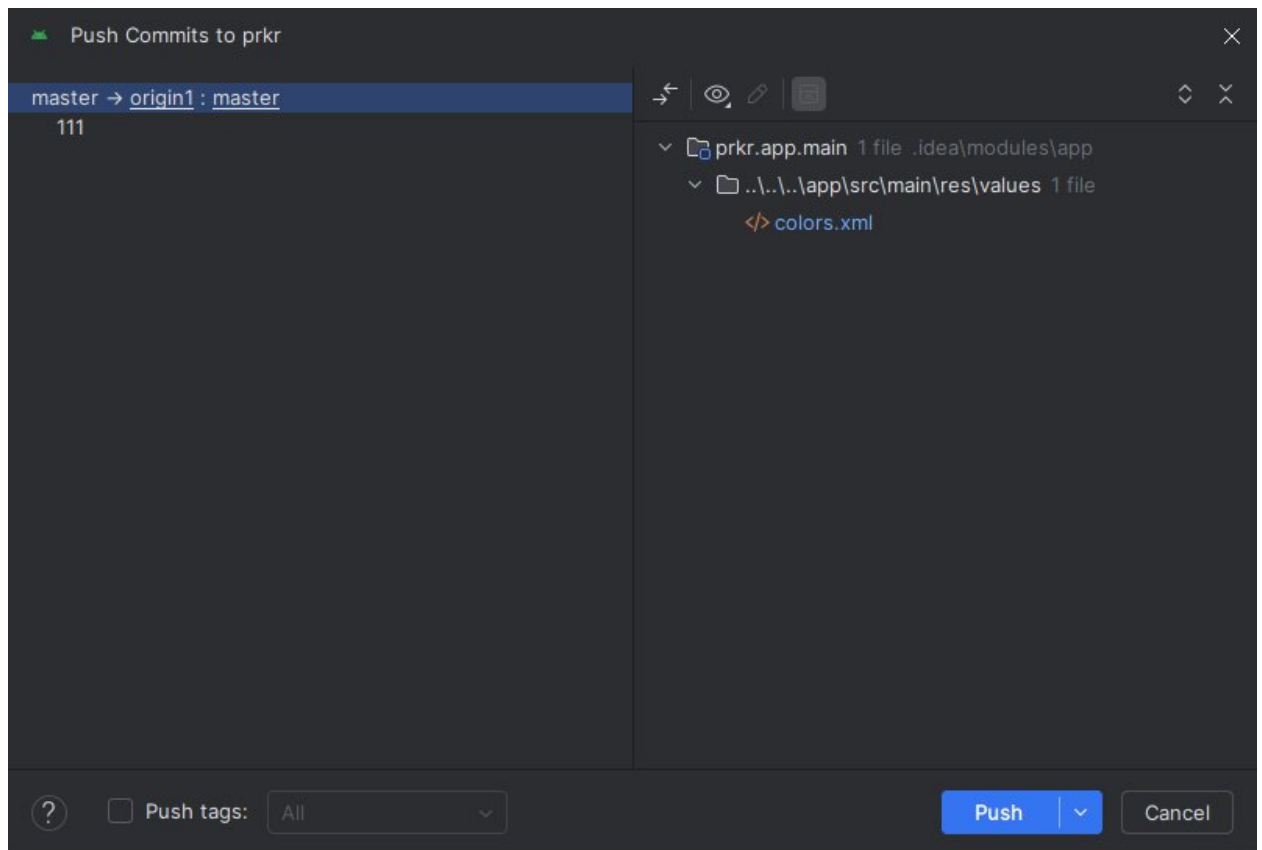 Push Commits to prkr
master → origin1 : master
111
prkr.app.main 1 file .idea\modules\app
..\..\..\app\src\main\res\values 1 file
</> colors.xml
? Push tags: All
Push
Cancel